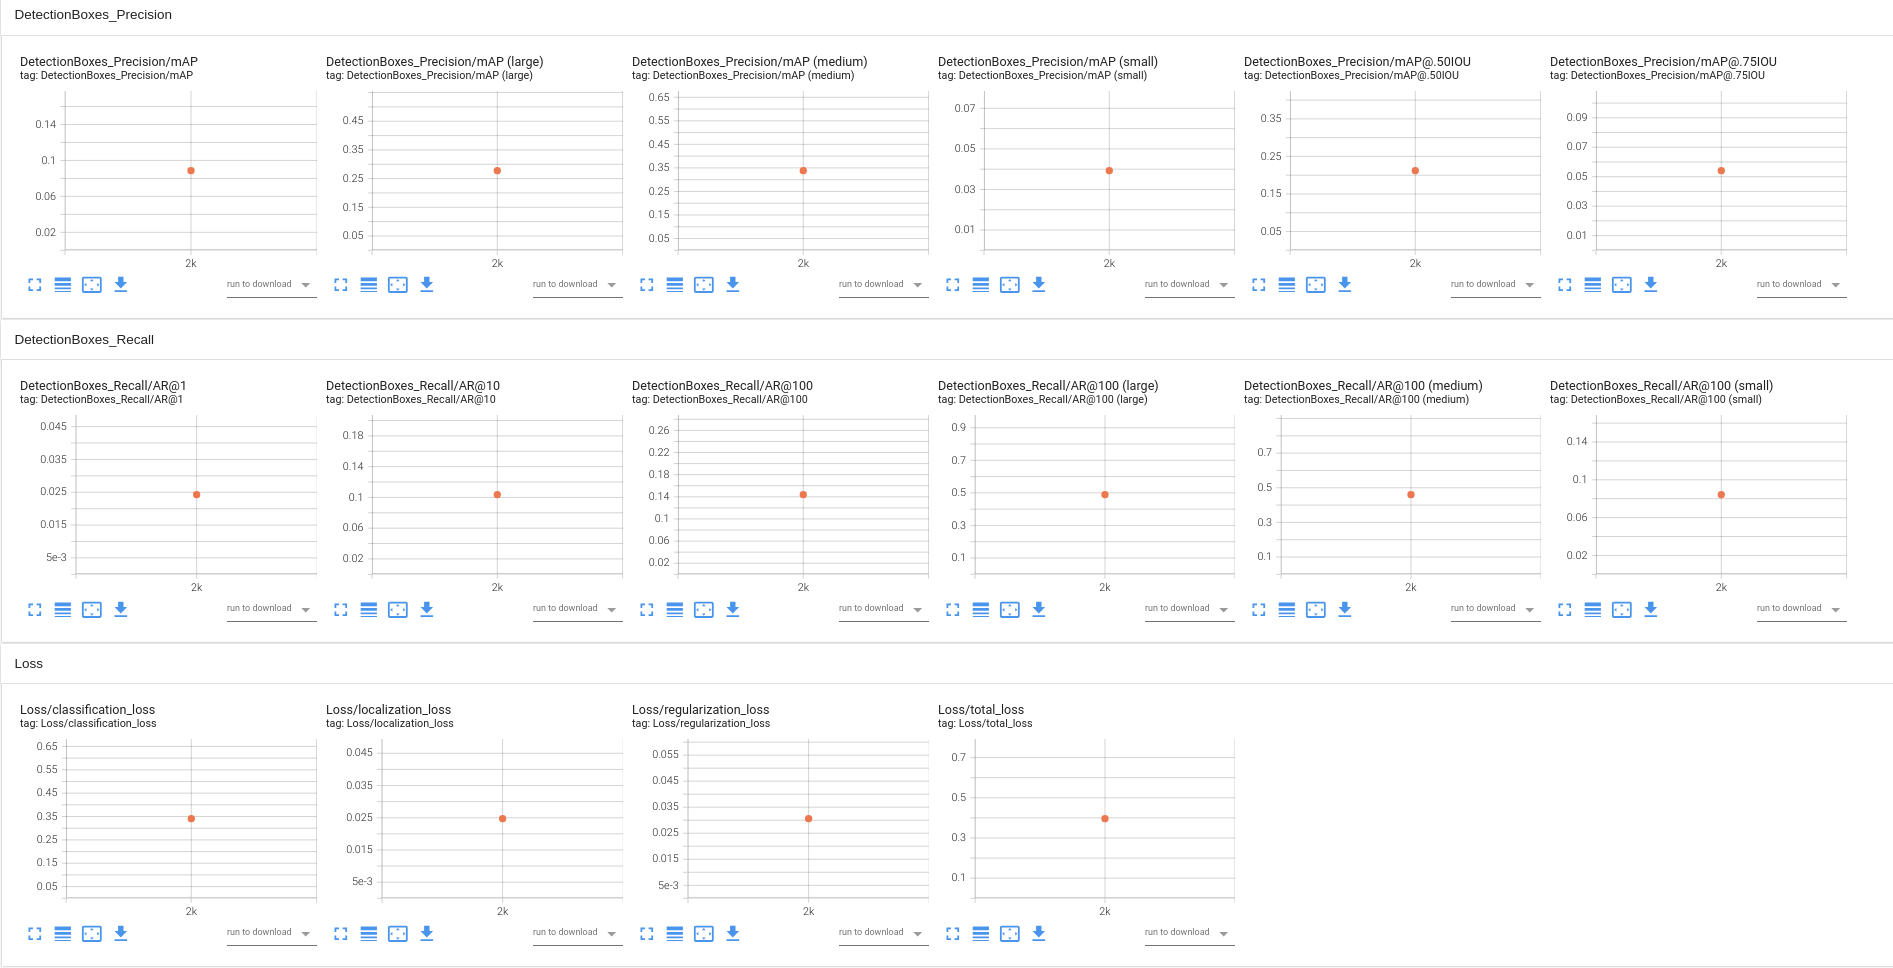 DetectionBoxes_Precision
DetectionBoxes_Precision/mAP
tag: DetectionBoxes_Precision/mAP
0.14
0.1
0.06
0.02
2k
run to download
DetectionBoxes_Precision/mAP (large)
tag: DetectionBoxes_Precision/mAP (large)
0.45
0.35
0.25
0.15
0.05
2k
run to download
DetectionBoxes_Precision/mAP (medium)
tag: DetectionBoxes_Precision/mAP (medium)
0.65
0.55
0.45
0.35
0.25
0.15
0.05
2k
run to download
DetectionBoxes_Precision/mAP (small)
tag: DetectionBoxes_Precision/mAP (small)
0.07
0.05
0.03
0.01
2k
run to download
DetectionBoxes_Precision/mAP@.50IOU
tag: DetectionBoxes_Precision/mAP@.50IOU
0.35
0.25
0.15
0.05
2k
run to download
DetectionBoxes_Precision/mAP@.75IOU
tag: DetectionBoxes_Precision/mAP@.75IOU
0.09
0.07
0.05
0.03
0.01
2k
run to download
DetectionBoxes_Recall
DetectionBoxes_Recall/AR@1
tag: DetectionBoxes_Recall/AR@1
0.045
0.035
0.025
0.015
5e-3
2k
run to download
DetectionBoxes_Recall/AR@10
tag: DetectionBoxes_Recall/AR@10
0.18
0.14
0.1
0.06
0.02
2k
run to download
DetectionBoxes_Recall/AR@100
tag: DetectionBoxes_Recall/AR@100
0.26
0.22
0.18
0.14
0.1
0.06
0.02
2k
run to download
DetectionBoxes_Recall/AR@100 (large)
tag: DetectionBoxes_Recall/AR@100 (large)
0.9
0.7
0.5
0.3
0.1
2k
run to download
DetectionBoxes_Recall/AR@100 (medium)
tag: DetectionBoxes_Recall/AR@100 (medium)
0.7
0.5
0.3
0.1
2k
run to download
DetectionBoxes_Recall/AR@100 (small)
tag: DetectionBoxes_Recall/AR@100 (small)
0.14
0.1
0.06
0.02
2k
run to download
Loss
Loss/classification_loss
tag: Loss/classification_loss
0.65
0.55
0.45
0.35
0.25
0.15
0.05
2k
run to download
Loss/localization_loss
tag: Loss/localization_loss
0.045
0.035
0.025
0.015
5e-3
2k
run to download
Loss/regularization_loss
tag: Loss/regularization_loss
0.055
0.045
0.035
0.025
0.015
5e-3
2k
run to download
Loss/total_loss
tag: Loss/total_loss
0.7
0.5
0.3
0.1
2k
run to download